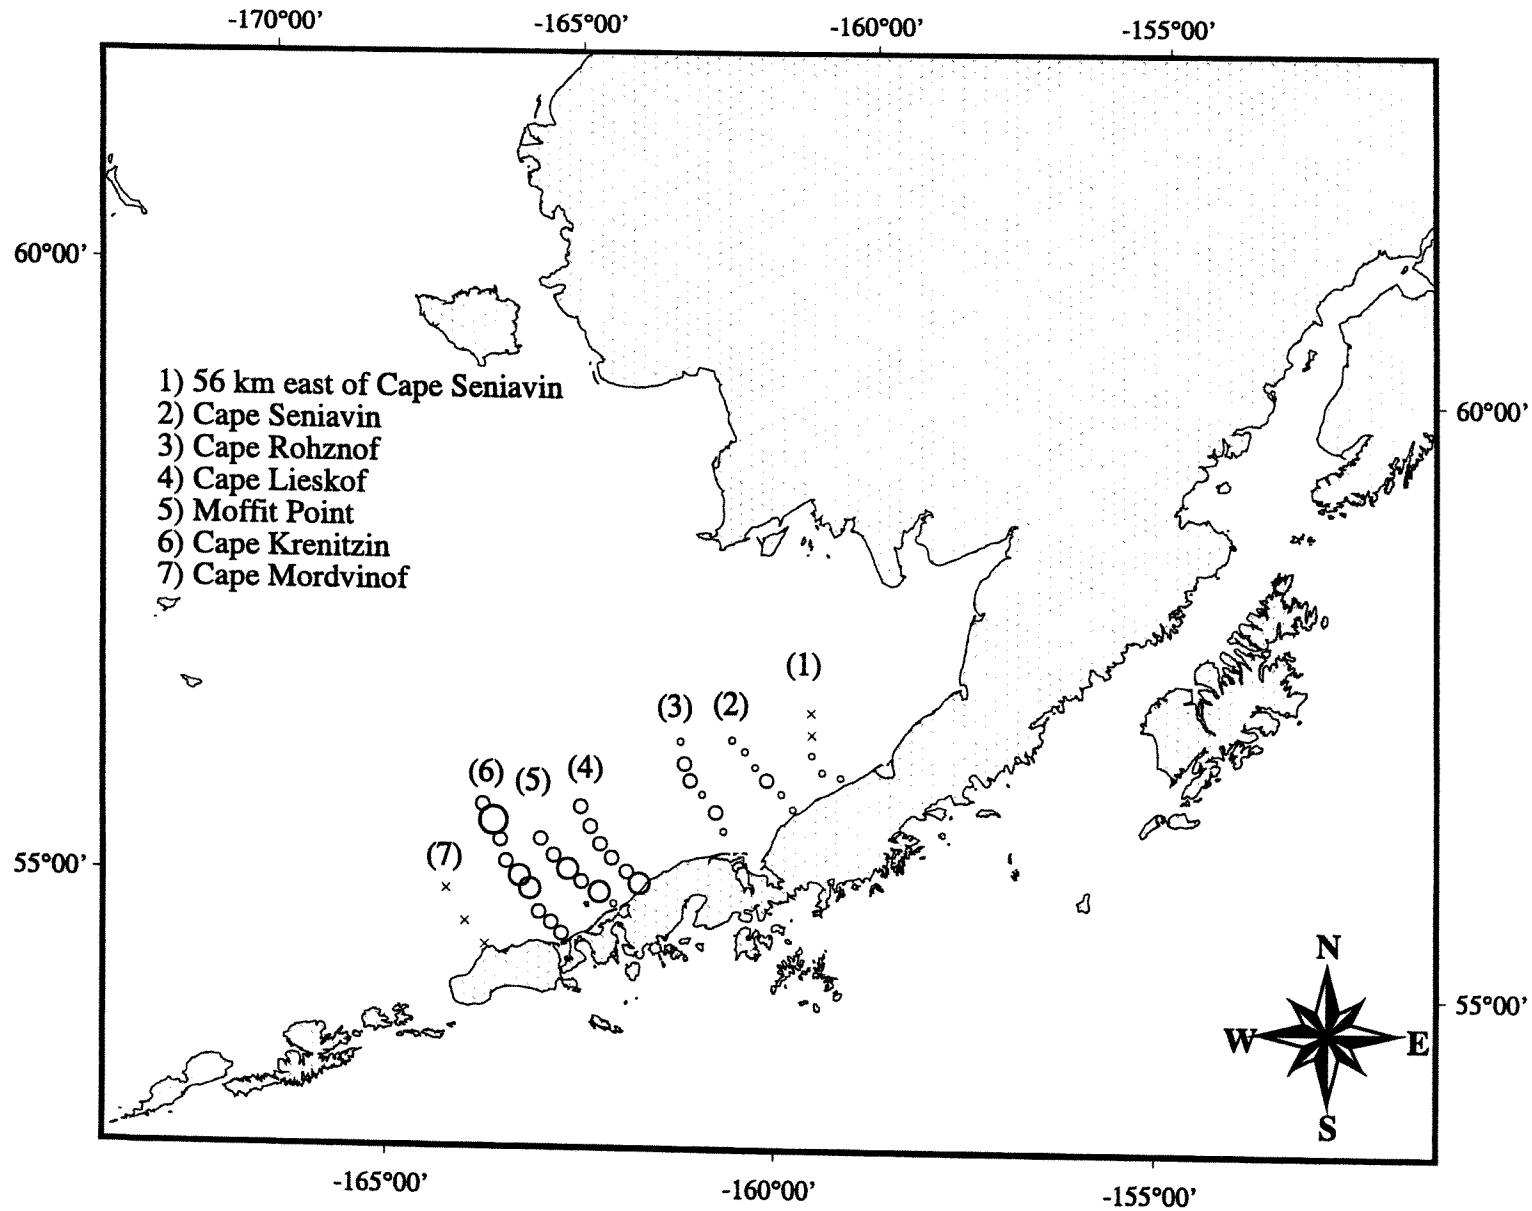 -170°00' -165°00' -160°00' -155°00'
60°00'
1) 56 km east of Cape Seniavin
2) Cape Seniavin
3) Cape Rohznof
4) Cape Lieskof
5) Moffit Point
6) Cape Krenitzin
7) Cape Mordvinof
60°00'
(1)
(3) (2)
(6) (5) (4)
(7)
55°00'
N
W E
S
55°00'
-165°00' -160°00' -155°00'